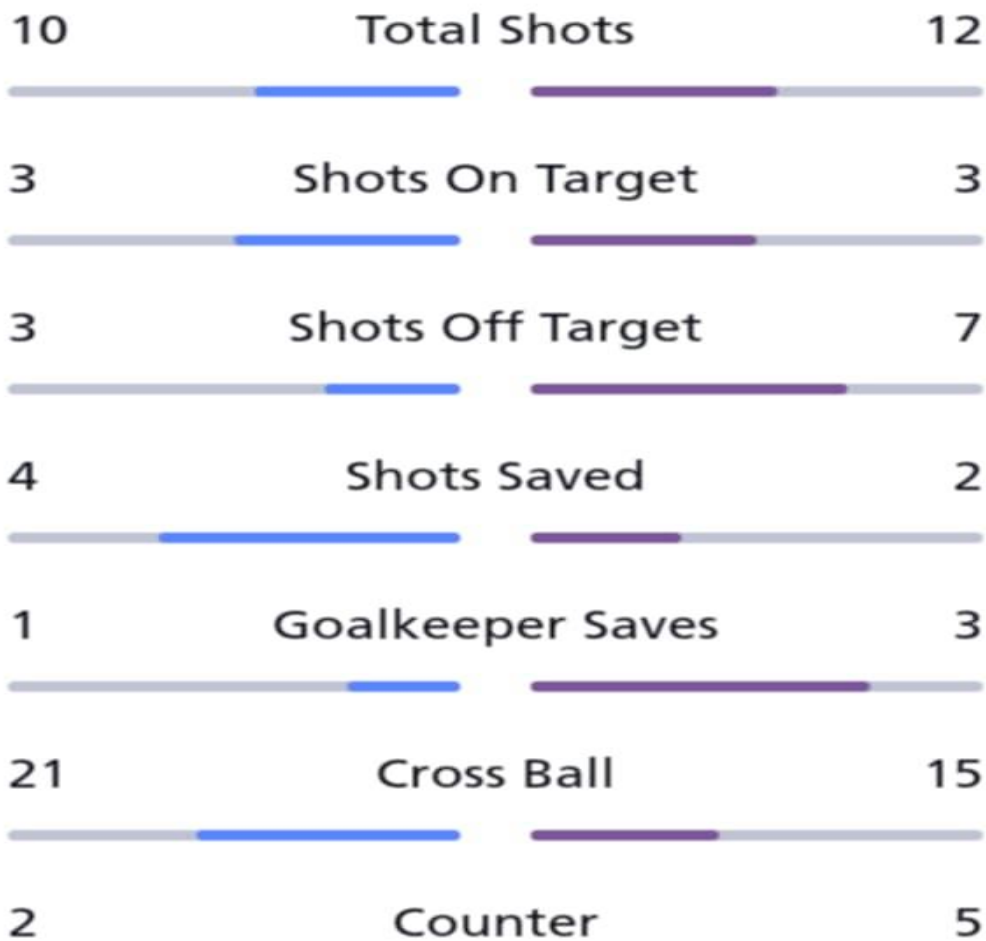 10 Total Shots 12
3 Shots On Target 3
3 Shots Off Target 7
4 Shots Saved 2
1 Goalkeeper Saves 3
21 Cross Ball 15
2 Counter 5